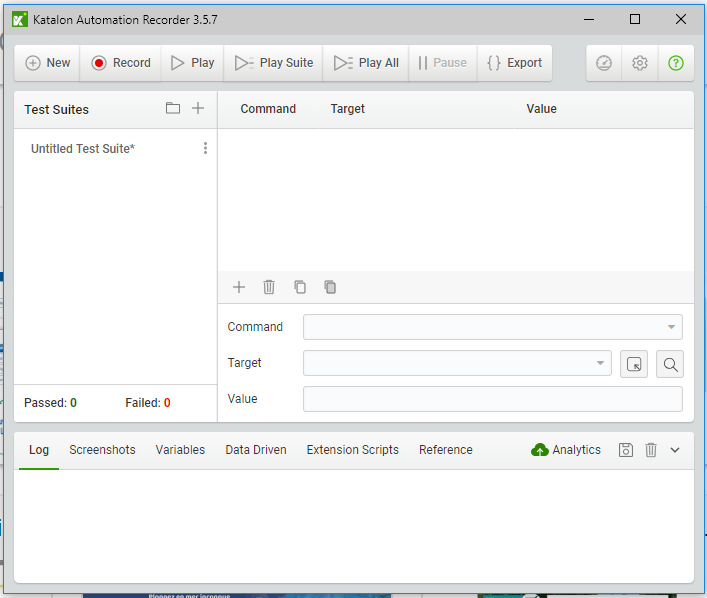 Katalon Automation Recorder 3.5.7
New Record Play Play Suite Play All Pause Export
Test Suites
Command Target Value
Untitled Test Suite*
Command
Target
Value
Passed: 0 Failed: 0
Log Screenshots Variables Data Driven Extension Scripts Reference Analytics